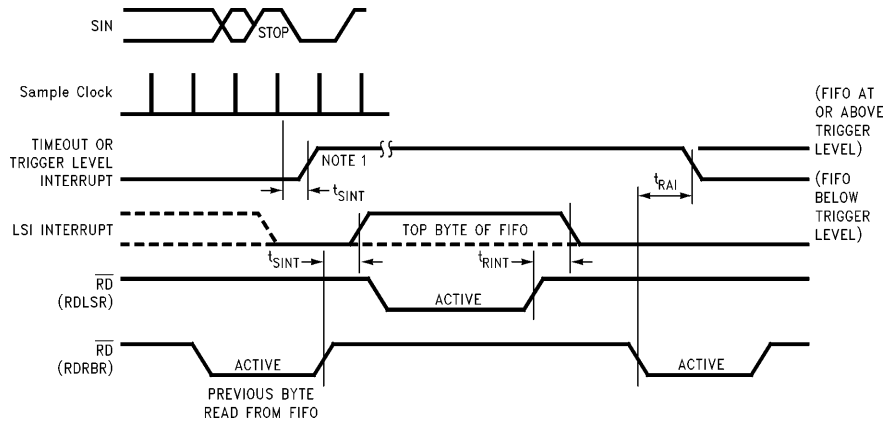 SIN
STOP
Sample Clock
(FIFO AT
OR ABOVE
TRIGGER
LEVEL)
TIMEOUT OR
TRIGGER LEVEL
INTERRUPT
NOTE 1
tSINT
tRAI
(FIFO
BELOW
TRIGGER
LEVEL)
LSI INTERRUPT
TOP BYTE OF FIFO
tSINT
tRINT
RD
(RDLSR)
ACTIVE
RD
(RDRBR)
ACTIVE
ACTIVE
PREVIOUS BYTE
READ FROM FIFO